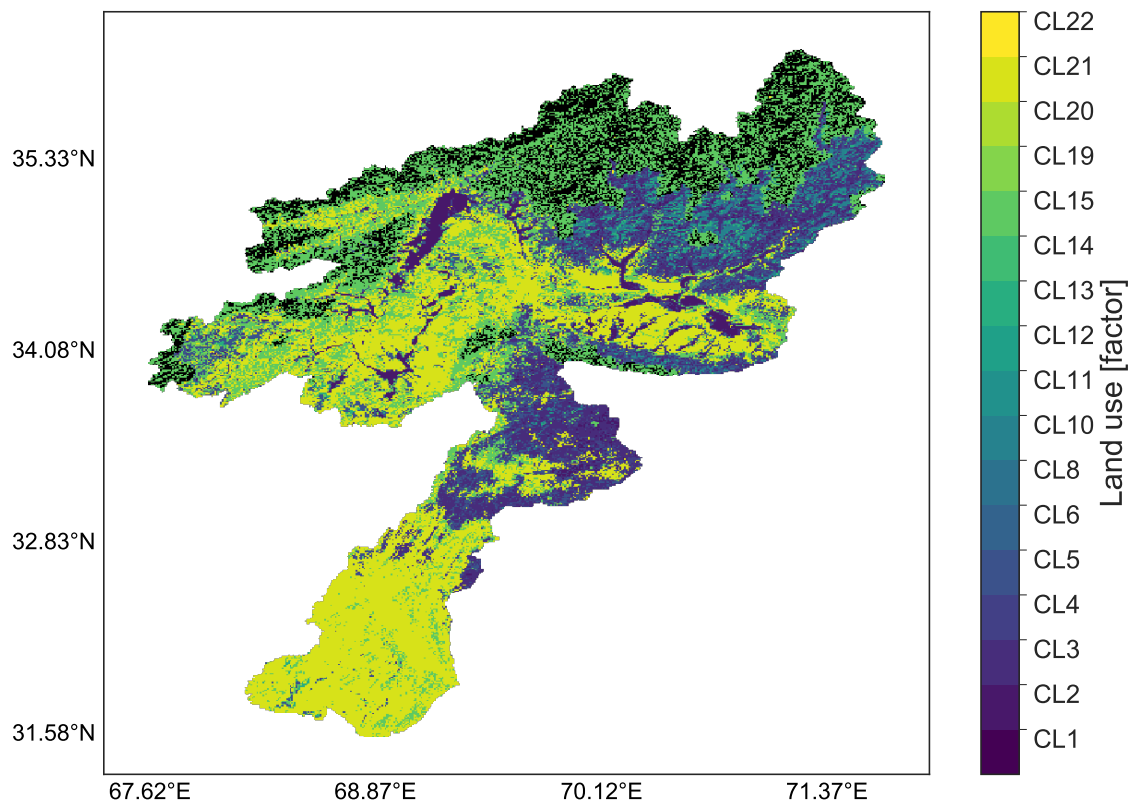 35.33°N
34.08°N
32.83°N
31.58°N
67.62°E
68.87°E
70.12°E
71.37°E
CL22
CL21
CL20
CL19
CL15
CL14
CL13
CL12
CL11
CL10
CL8
CL6
CL5
CL4
CL3
CL2
CL1
Land use [factor]